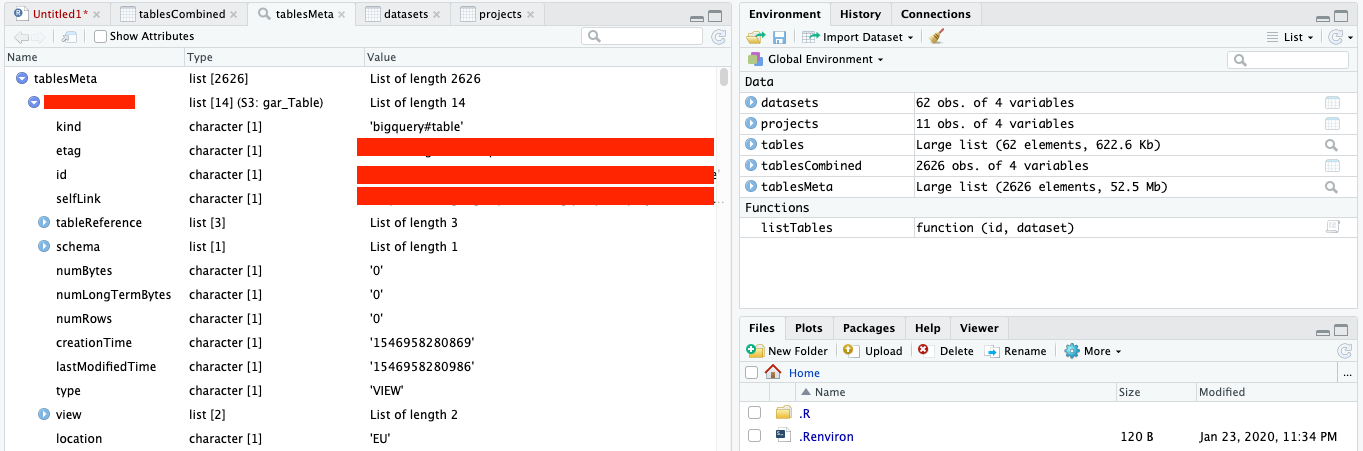 Untitled1* tablesCombined tablesMeta datasets projects
Show Attributes
Name Type Value
tablesMeta list [2626] List of length 2626
list [14] (S3: gar_Table) List of length 14
kind character [1] 'bigquery#table'
etag character [1]
id character [1] e'
selfLink character [1] ...
tableReference list [3] List of length 3
schema list [1] List of length 1
numBytes character [1] '0'
numLongTermBytes character [1] '0'
numRows character [1] '0'
creationTime character [1] '1546958280869'
lastModifiedTime character [1] '1546958280986'
type character [1] 'VIEW'
view list [2] List of length 2
location character [1] 'EU'
Environment History Connections
Import Dataset List
Global Environment
Data
datasets 62 obs. of 4 variables
projects 11 obs. of 4 variables
tables Large list (62 elements, 622.6 Kb)
tablesCombined 2626 obs. of 4 variables
tablesMeta Large list (2626 elements, 52.5 Mb)
Functions
listTables function (id, dataset)
Files Plots Packages Help Viewer
New Folder Upload Delete Rename More
Home ...
Name Size Modified
.R
.Renviron 120 B Jan 23, 2020, 11:34 PM